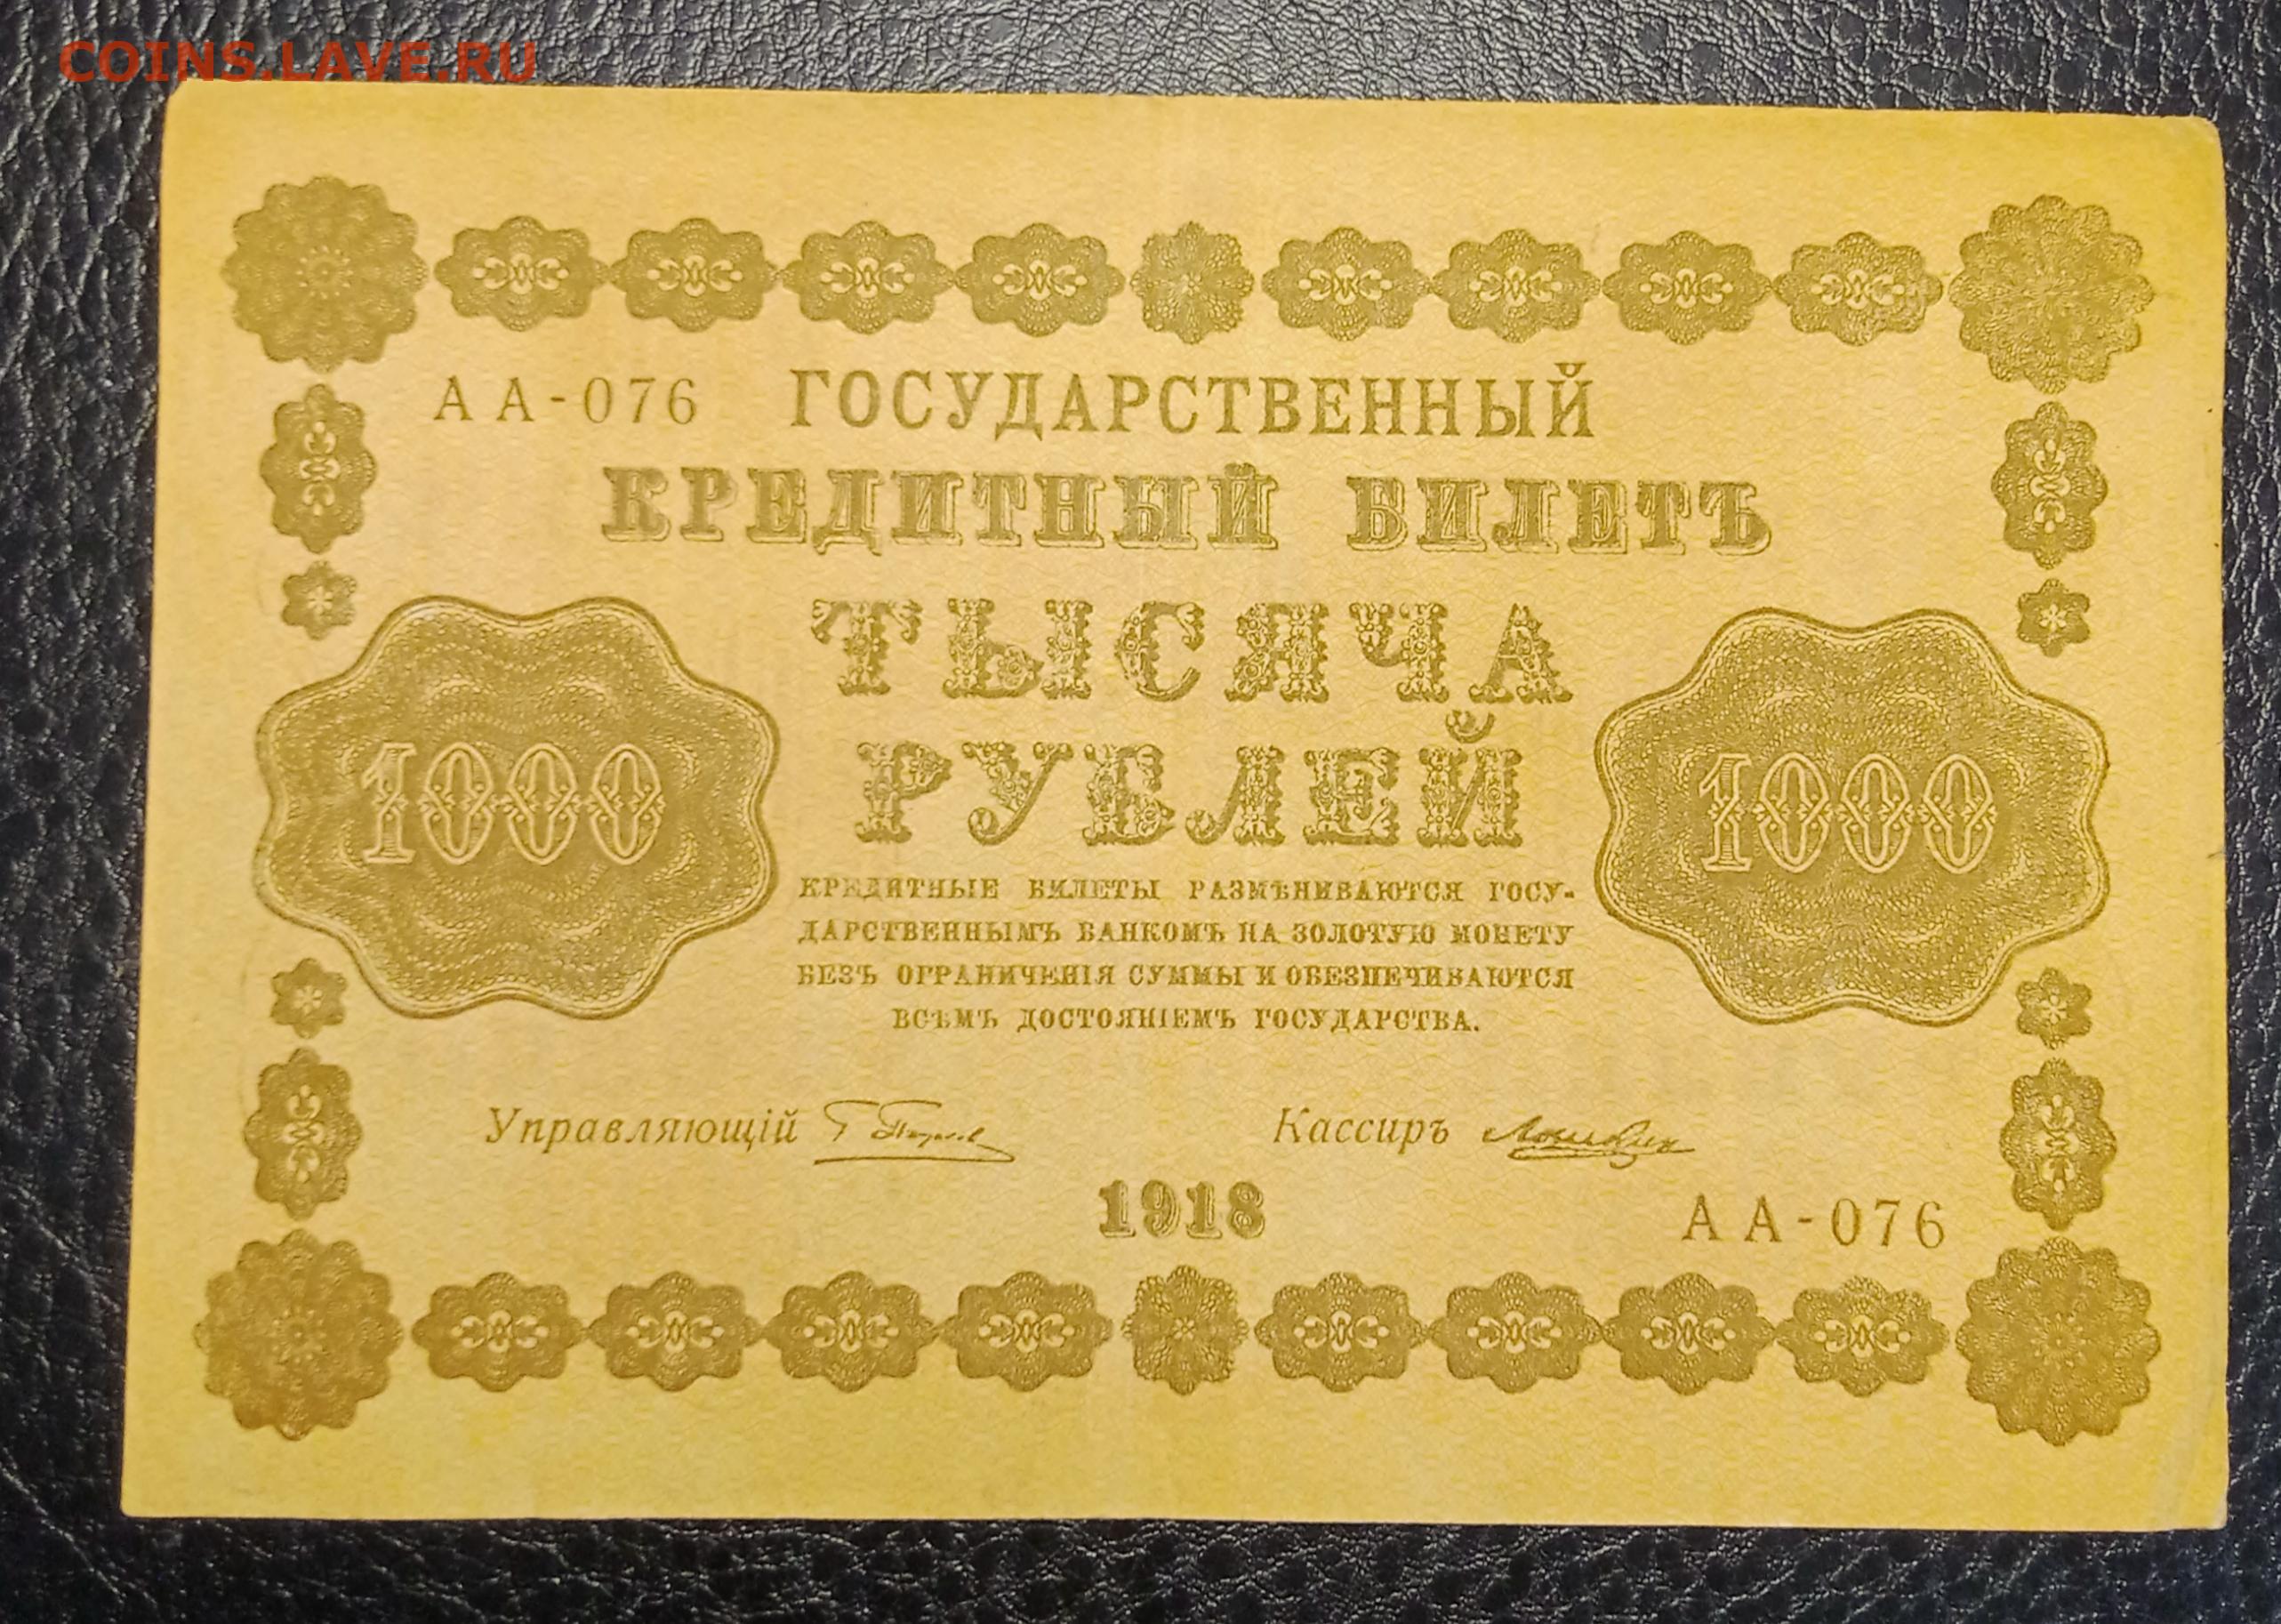 COINS.LAVE.RU
АА-076 ГОСУДАРСТВЕННЫЙ
КРЕДИТНЫЙ БИЛЕТЪ
ТЫСЯЧА
РУБЛЕЙ
1000 1000
КРЕДИТНЫЕ БИЛЕТЫ РАЗМѢНИВАЮТСЯ ГОСУ-
ДАРСТВЕННЫМЪ БАНКОМЪ НА ЗОЛОТУЮ МОНЕТУ
БЕЗЪ ОГРАНИЧЕНІЯ СУММЫ И ОБЕЗПЕЧИВАЮТСЯ
ВСѢМЪ ДОСТОЯНІЕМЪ ГОСУДАРСТВА.
Управляющій Кассиръ
1918
АА-076